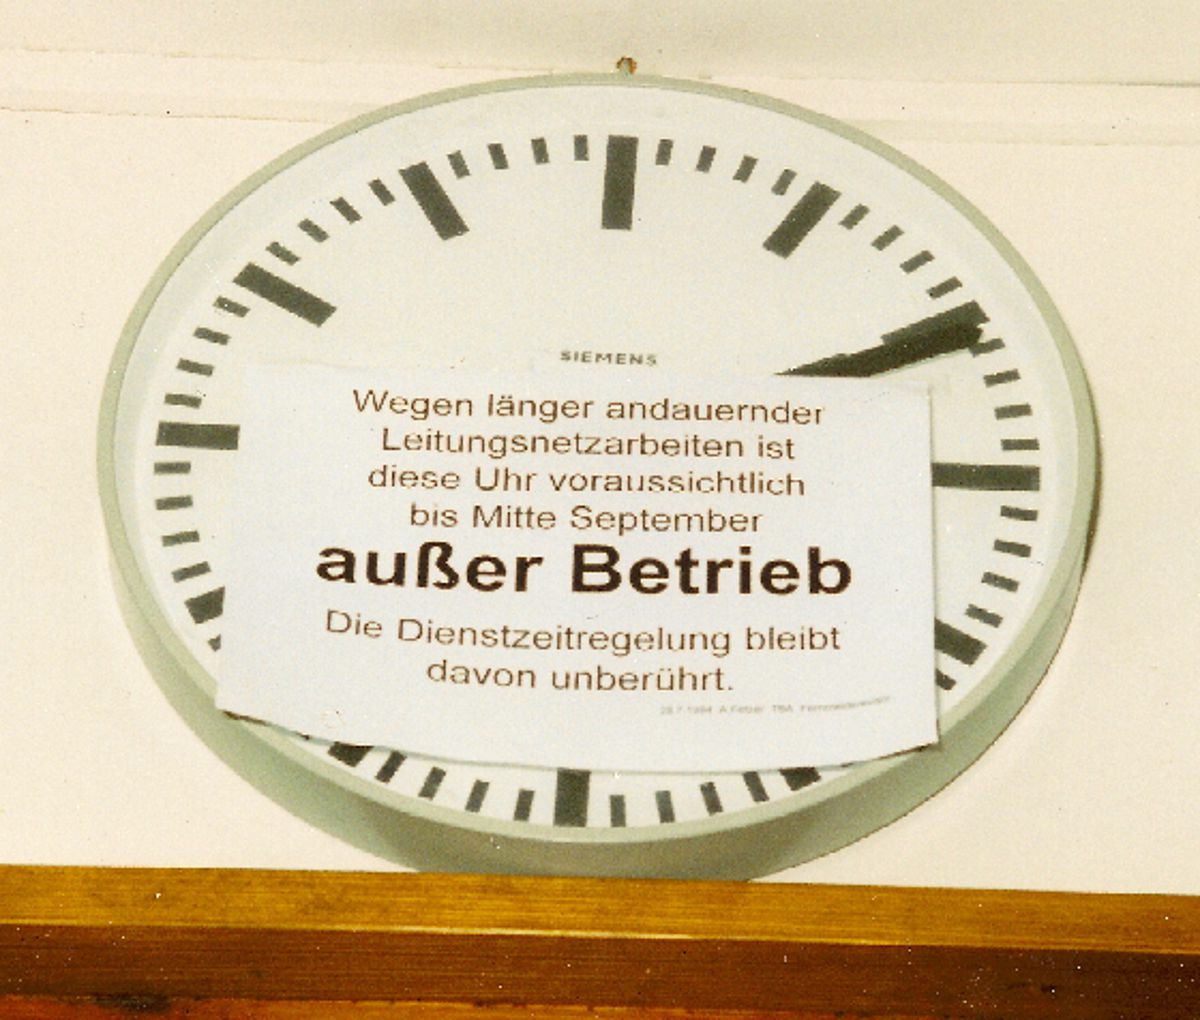 SIEMENS
Wegen länger andauernder
Leitungsnetzarbeiten ist
diese Uhr voraussichtlich
bis Mitte September
außer Betrieb
Die Dienstzeitregelung bleibt
davon unberührt.